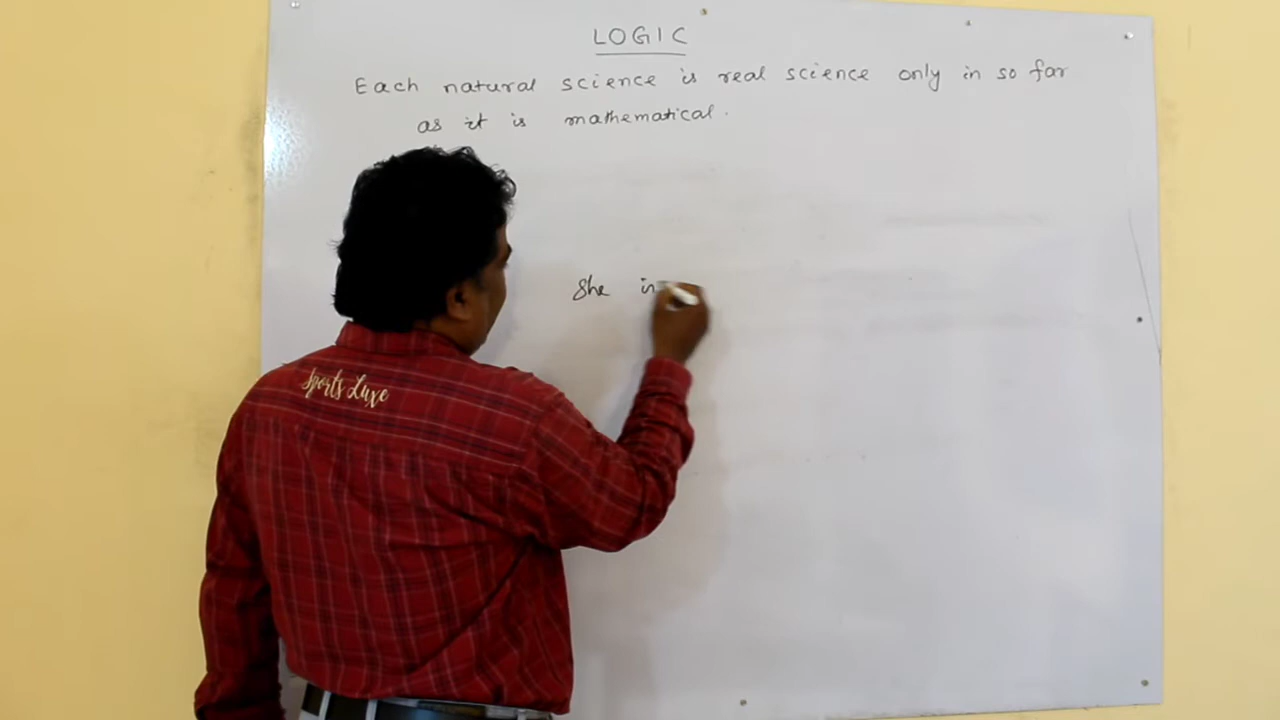 LOGIC
Each natural science is real science only in so far
as it is mathematical.
She
Sports Luxe